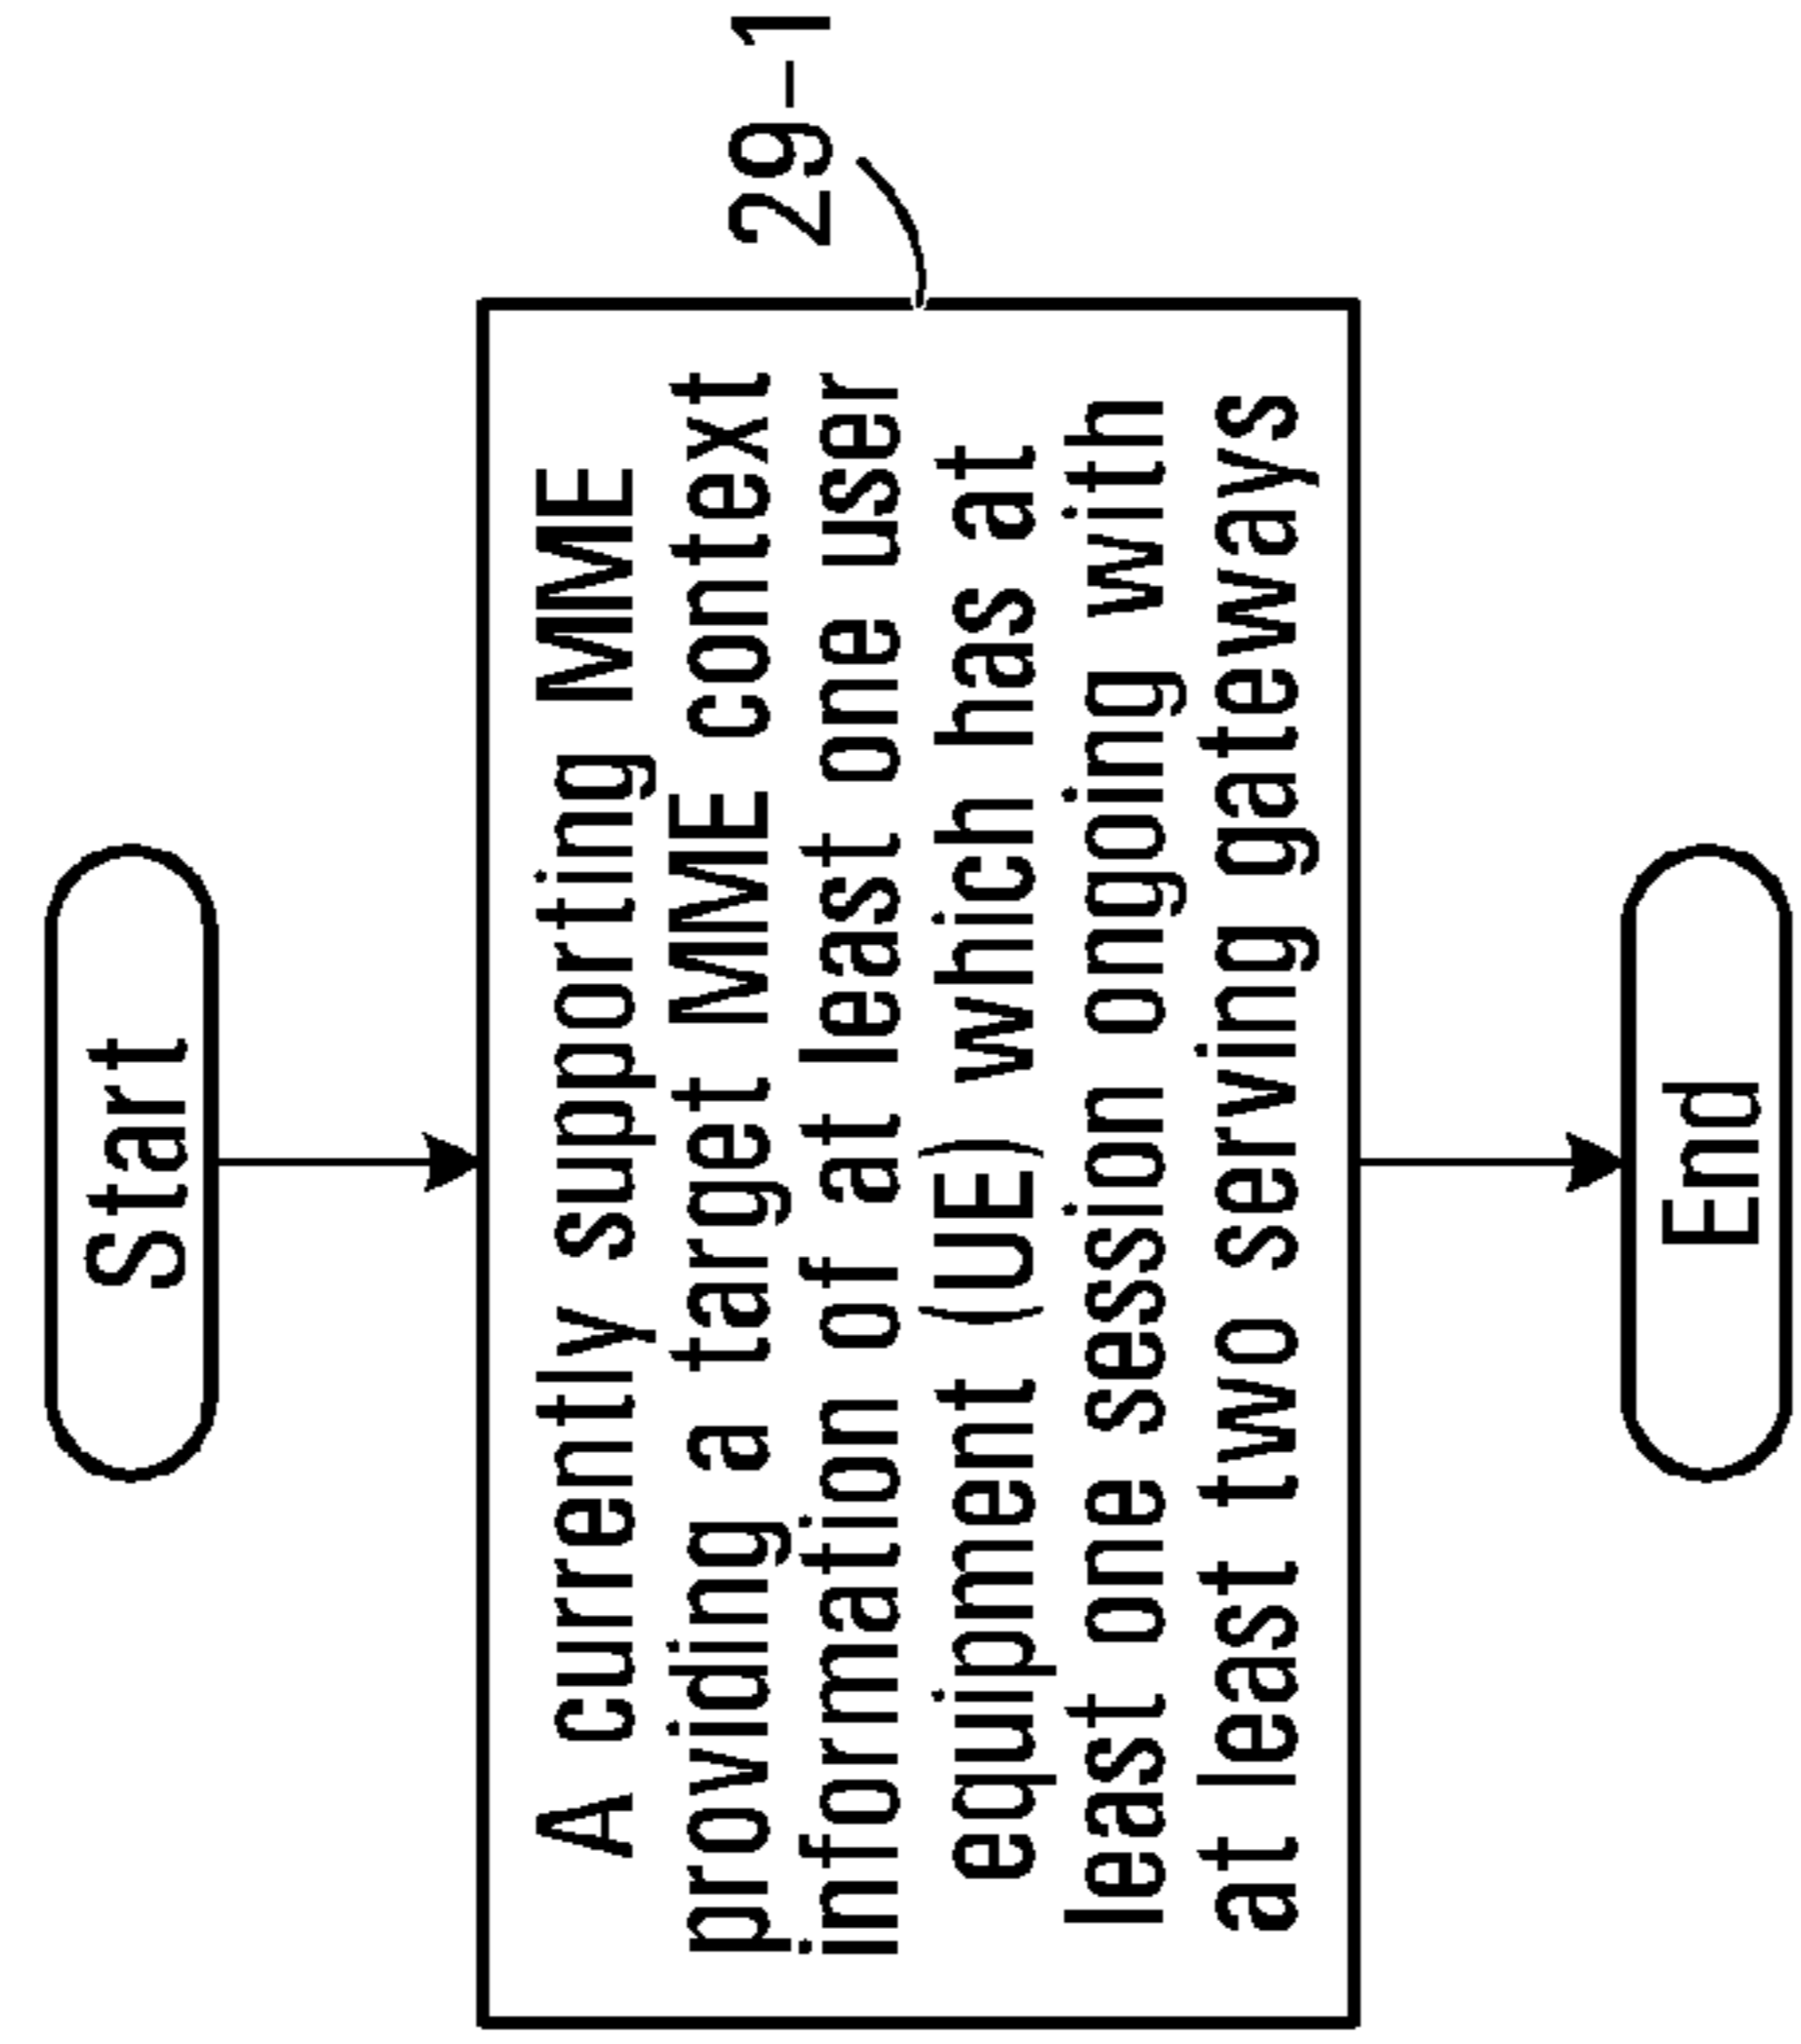 Start
A currently supporting MME
providing a target MME context
information of at least one user
equipment (UE) which has at
least one session ongoing with
at least two serving gateways
29-1
End